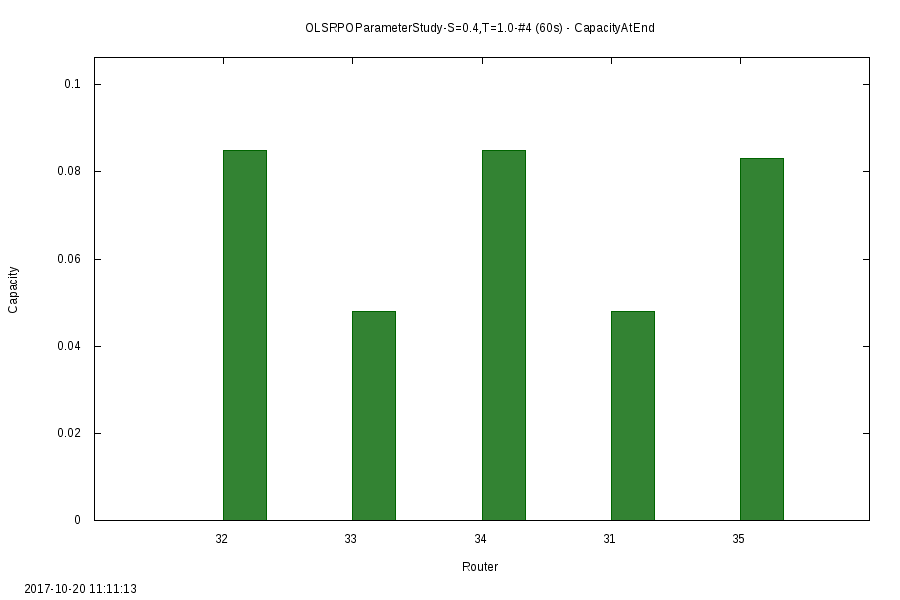 OLSRPOParameterStudy-S=0.4,T=1.0-#4 (60s) - CapacityAtEnd
0.1
0.08
0.06
0.04
0.02
0
Capacity
32 33 34 31 35
Router
2017-10-20 11:11:13